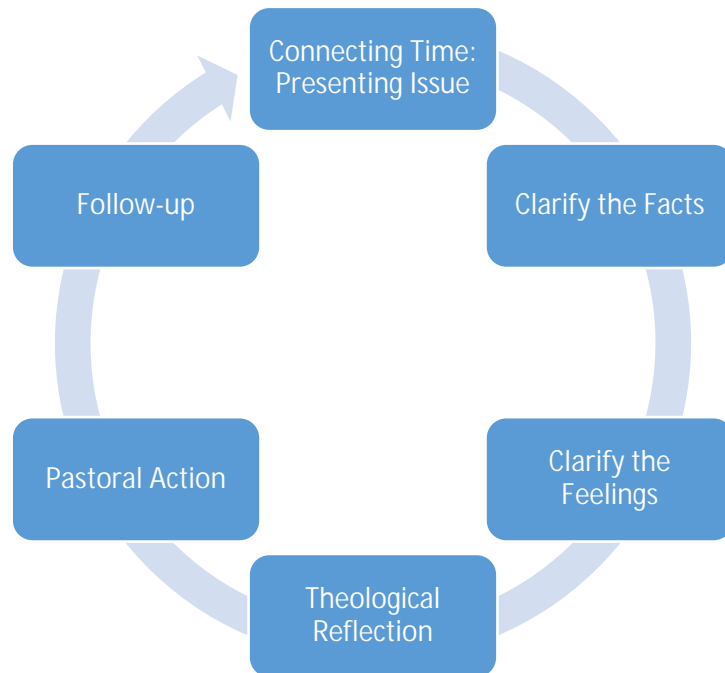 Connecting Time:
Presenting Issue
Clarify the Facts
Clarify the
Feelings
Theological
Reflection
Pastoral Action
Follow-up